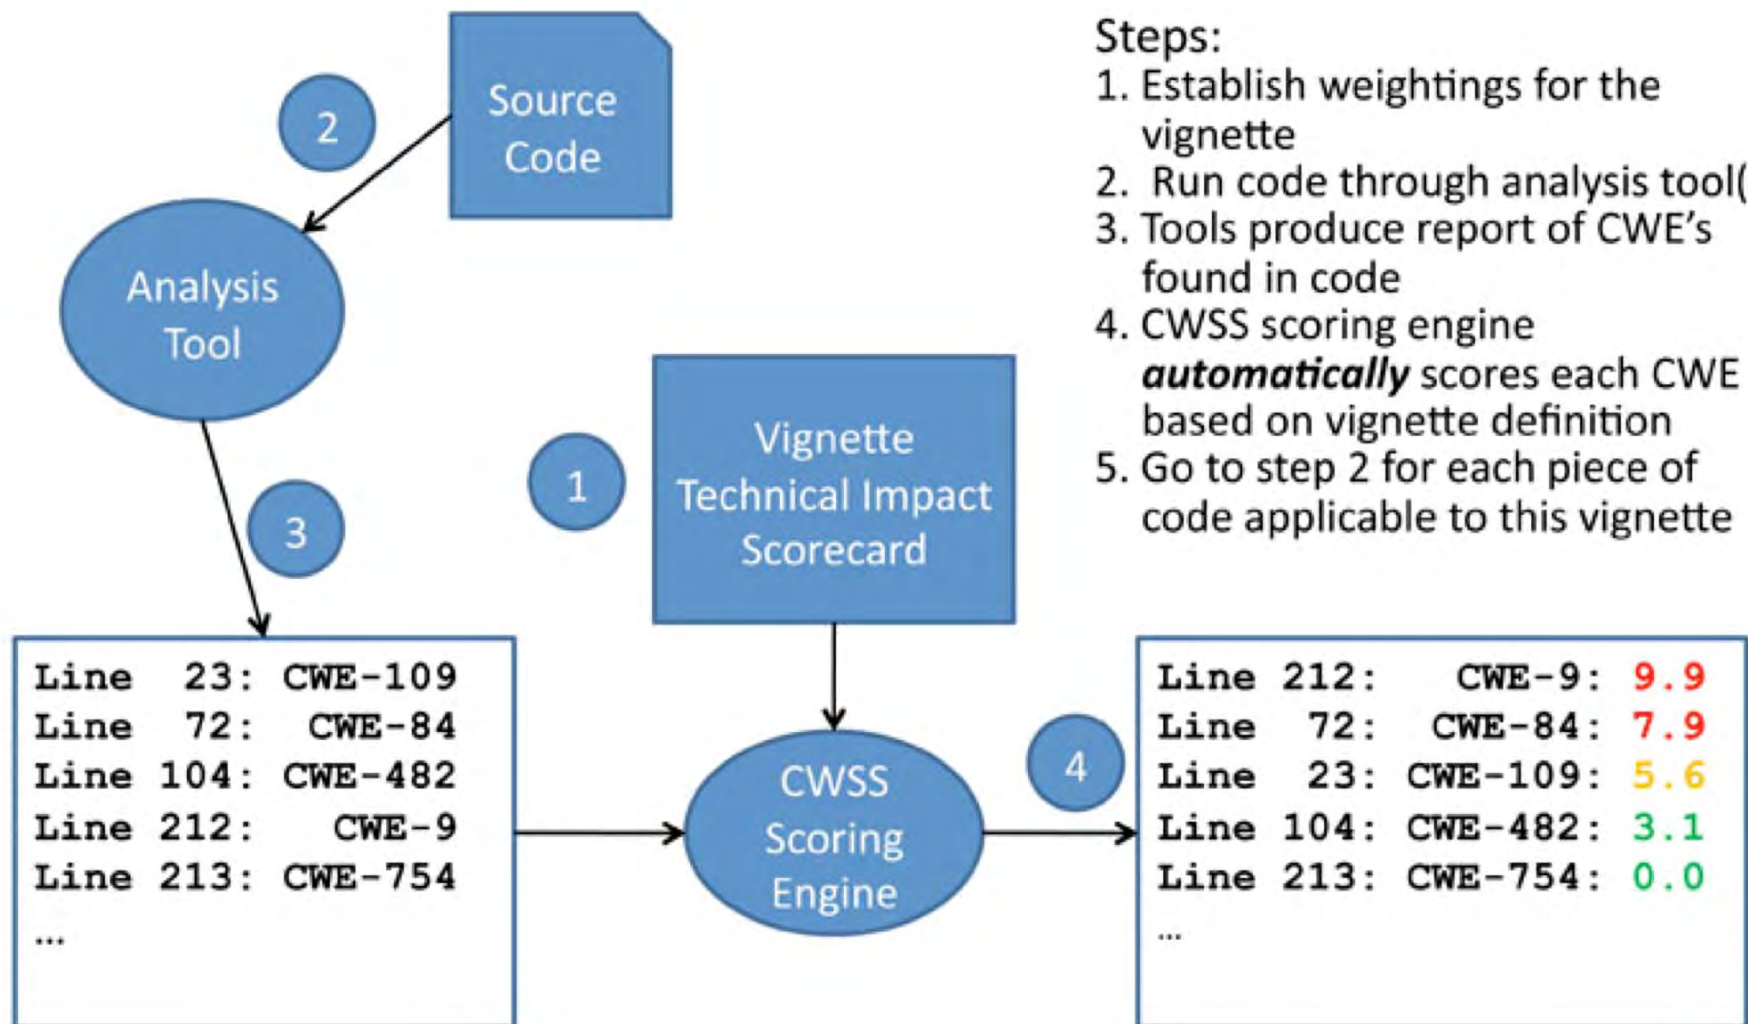 Source
Code
2
Analysis
Tool
3
1
Vignette
Technical Impact
Scorecard
Steps:
1. Establish weightings for the
vignette
2. Run code through analysis tool(
3. Tools produce report of CWE’s
found in code
4. CWSS scoring engine
automatically scores each CWE
based on vignette definition
5. Go to step 2 for each piece of
code applicable to this vignette
Line 23: CWE-109
Line 72: CWE-84
Line 104: CWE-482
Line 212: CWE-9
Line 213: CWE-754
...
CWSS
Scoring
Engine
4
Line 212: CWE-9: 9.9
Line 72: CWE-84: 7.9
Line 23: CWE-109: 5.6
Line 104: CWE-482: 3.1
Line 213: CWE-754: 0.0
...